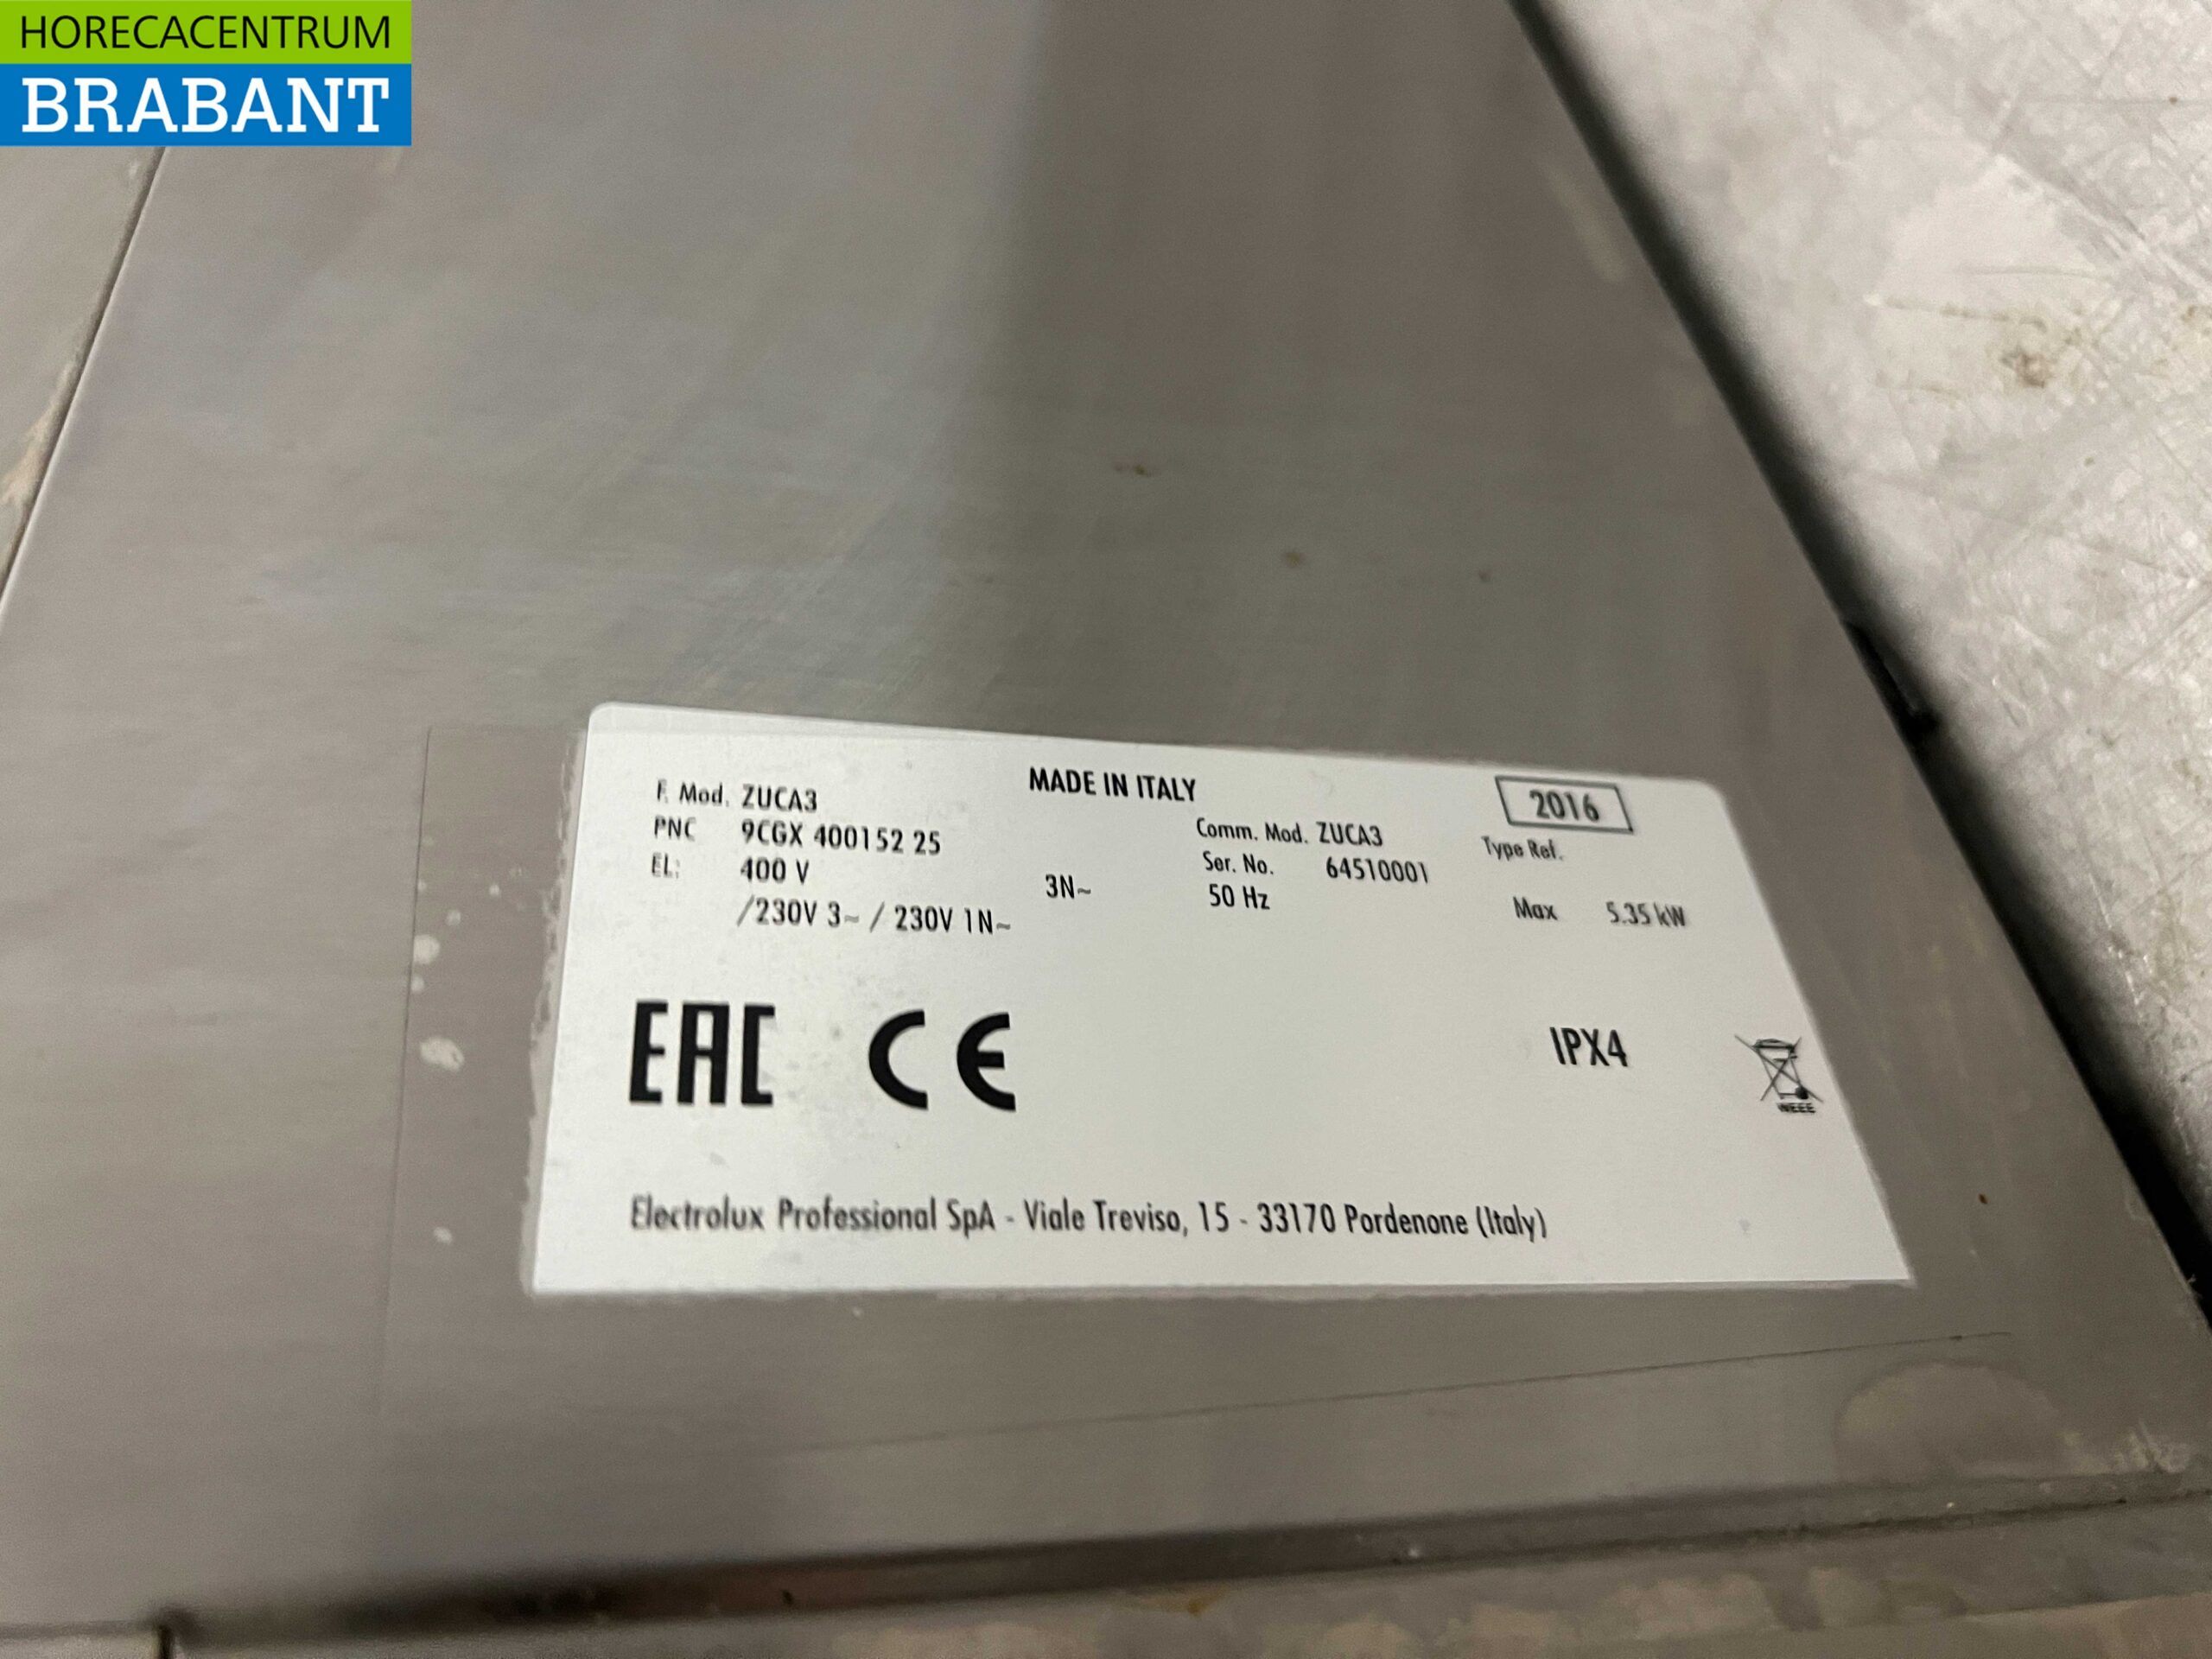 HORECACENTRUM
BRABANT
MADE IN ITALY
2016
F. Mod. ZUCA3
Comm. Mod. ZUCA3
Type Ref.
PNC 9CGX 400152 25
Ser. No. 64510001
EL: 400 V
3N~
50 Hz
Max 5.35 kW
/230V 3~ / 230V 1N~
EAC CE
IPX4
WEEE
Electrolux Professional SpA - Viale Treviso, 15 - 33170 Pordenone (Italy)